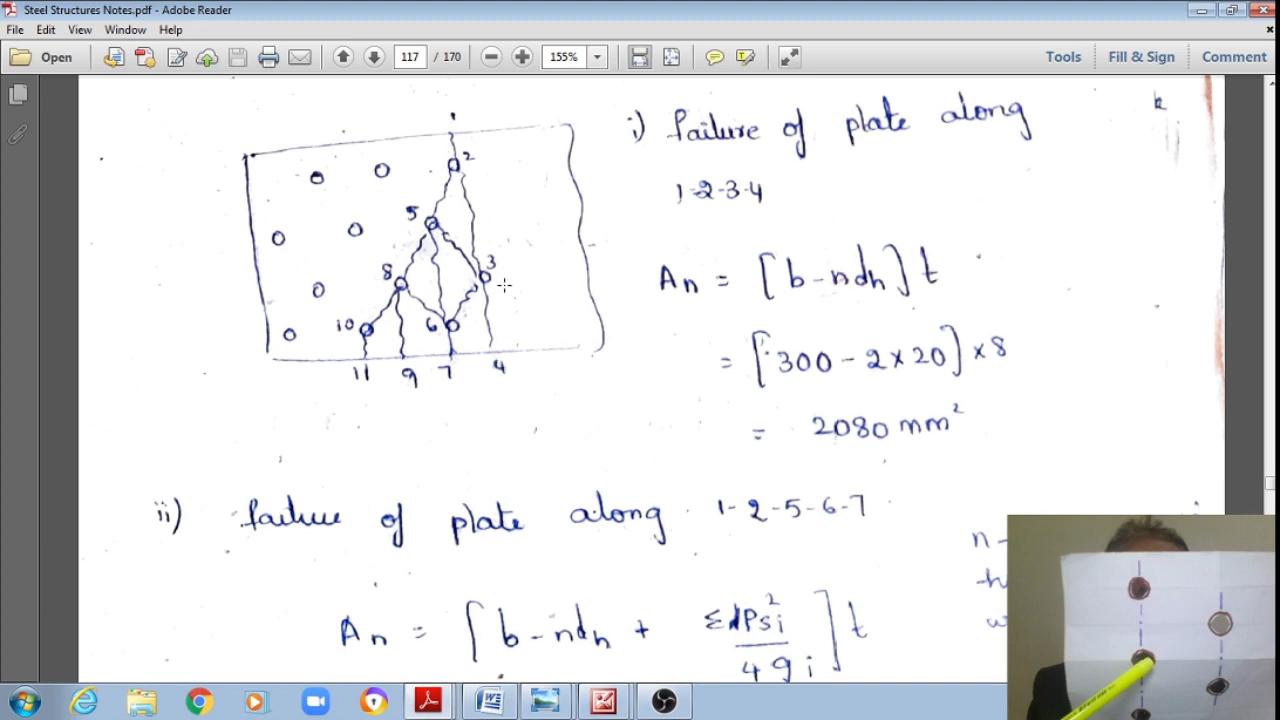 Steel Structures Notes.pdf - Adobe Reader
File Edit View Window Help
Open 117 / 170 155% Tools Fill & Sign Comment
1
2
5
3
8
10
6
11 9 7 4
i) failure of plate along
1-2-3-4
An = [b-ndh] t
= [300 - 2×20] × 8
= 2080 mm²
ii) failure of plate along 1-2-5-6-7
An = [b-ndh + Σ Psi² / 4gi] t
n-